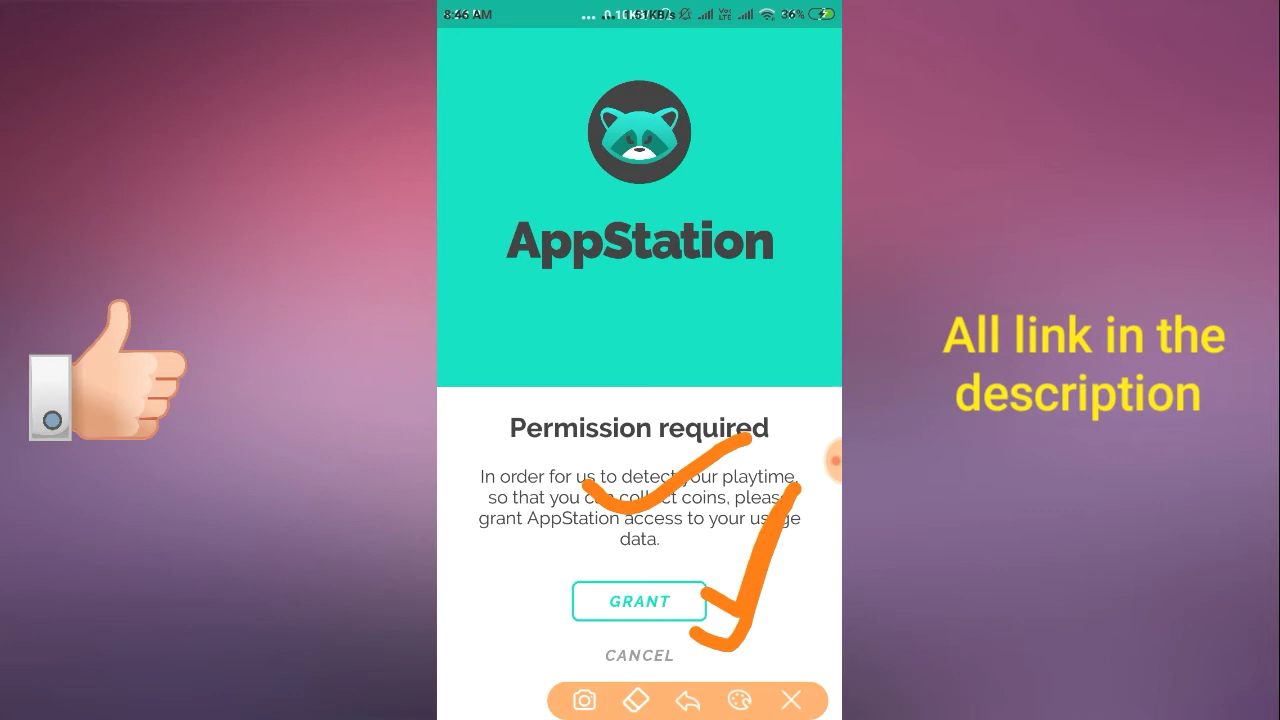 8:46 AM
36%
AppStation
Permission required
In order for us to detect your playtime,
so that you can collect coins, please
grant AppStation access to your usage
data.
GRANT
CANCEL
All link in the
description